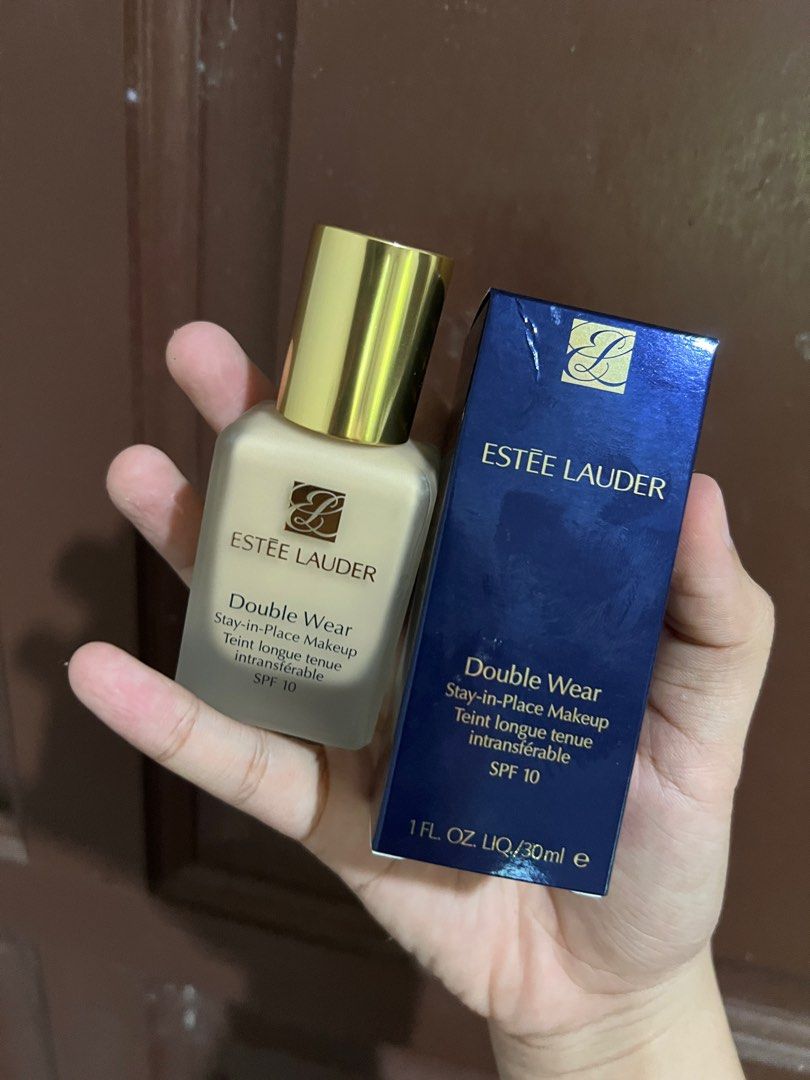 ESTĒE LAUDER
Double Wear
Stay-in-Place Makeup
Teint longue tenue
intransférable
SPF 10
ESTĒE LAUDER
Double Wear
Stay-in-Place Makeup
Teint longue tenue
intransférable
SPF 10
1 FL. OZ. LIQ./30ml e